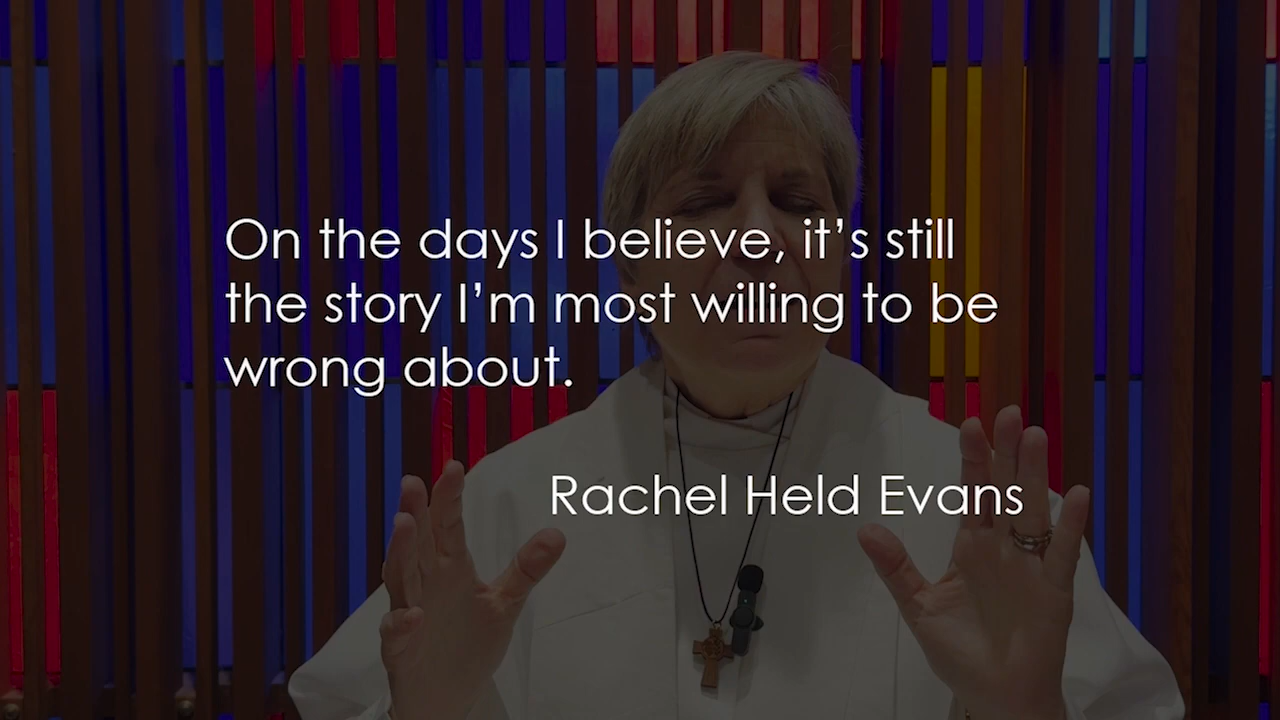 On the days I believe, it’s still
the story I’m most willing to be
wrong about.
Rachel Held Evans